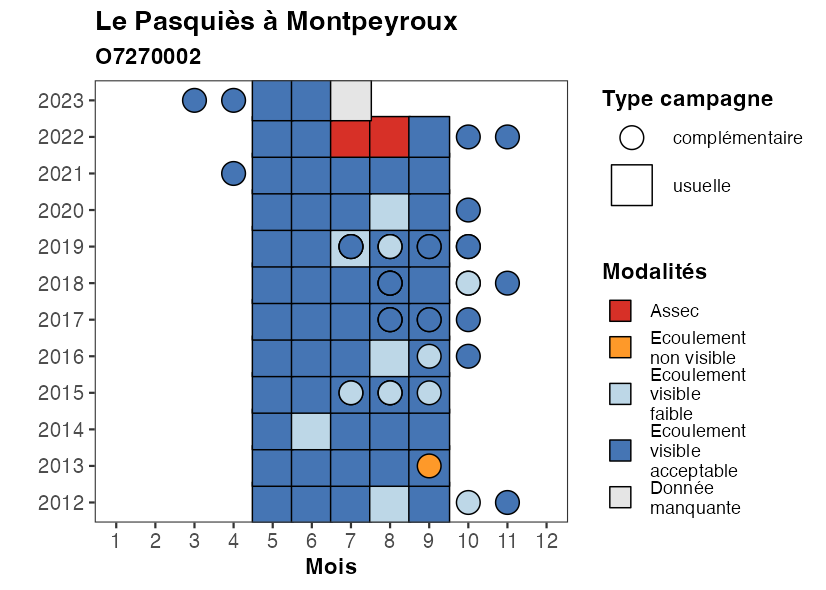 Le Pasquiès à Montpeyroux
O7270002
2023
2022
2021
2020
2019
2018
2017
2016
2015
2014
2013
2012
1 2 3 4 5 6 7 8 9 10 11 12
Mois
Type campagne
complémentaire
usuelle
Modalités
Assec
Ecoulement
non visible
Ecoulement
visible
faible
Ecoulement
visible
acceptable
Donnée
manquante